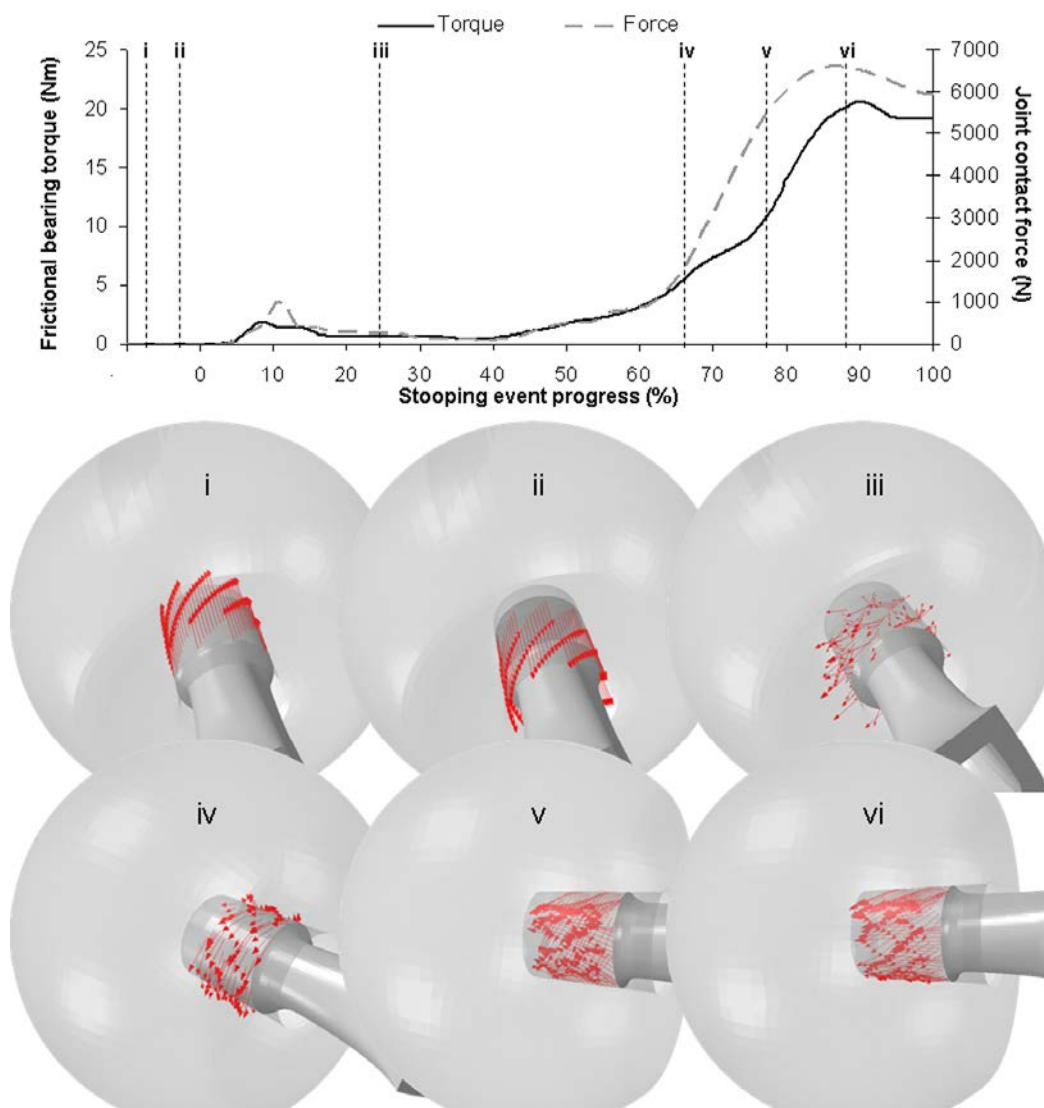 Torque Force
i ii iii iv v vi
25 7000
20 6000
15 5000
10 4000
5 3000
0 2000
1000
0
Frictional bearing torque (Nm)
Joint contact force (N)
0 10 20 30 40 50 60 70 80 90 100
Stooping event progress (%)
i ii iii
iv v vi